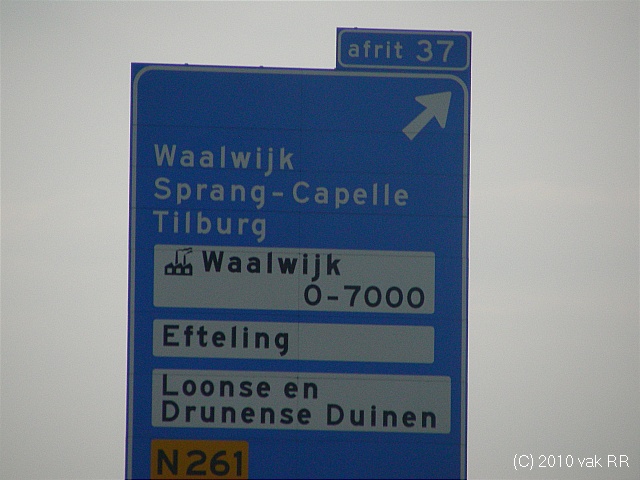 afrit 37
Waalwijk
Sprang-Capelle
Tilburg
Waalwijk
0-7000
Efteling
Loonse en
Drunense Duinen
N261
(C) 2010 vak RR